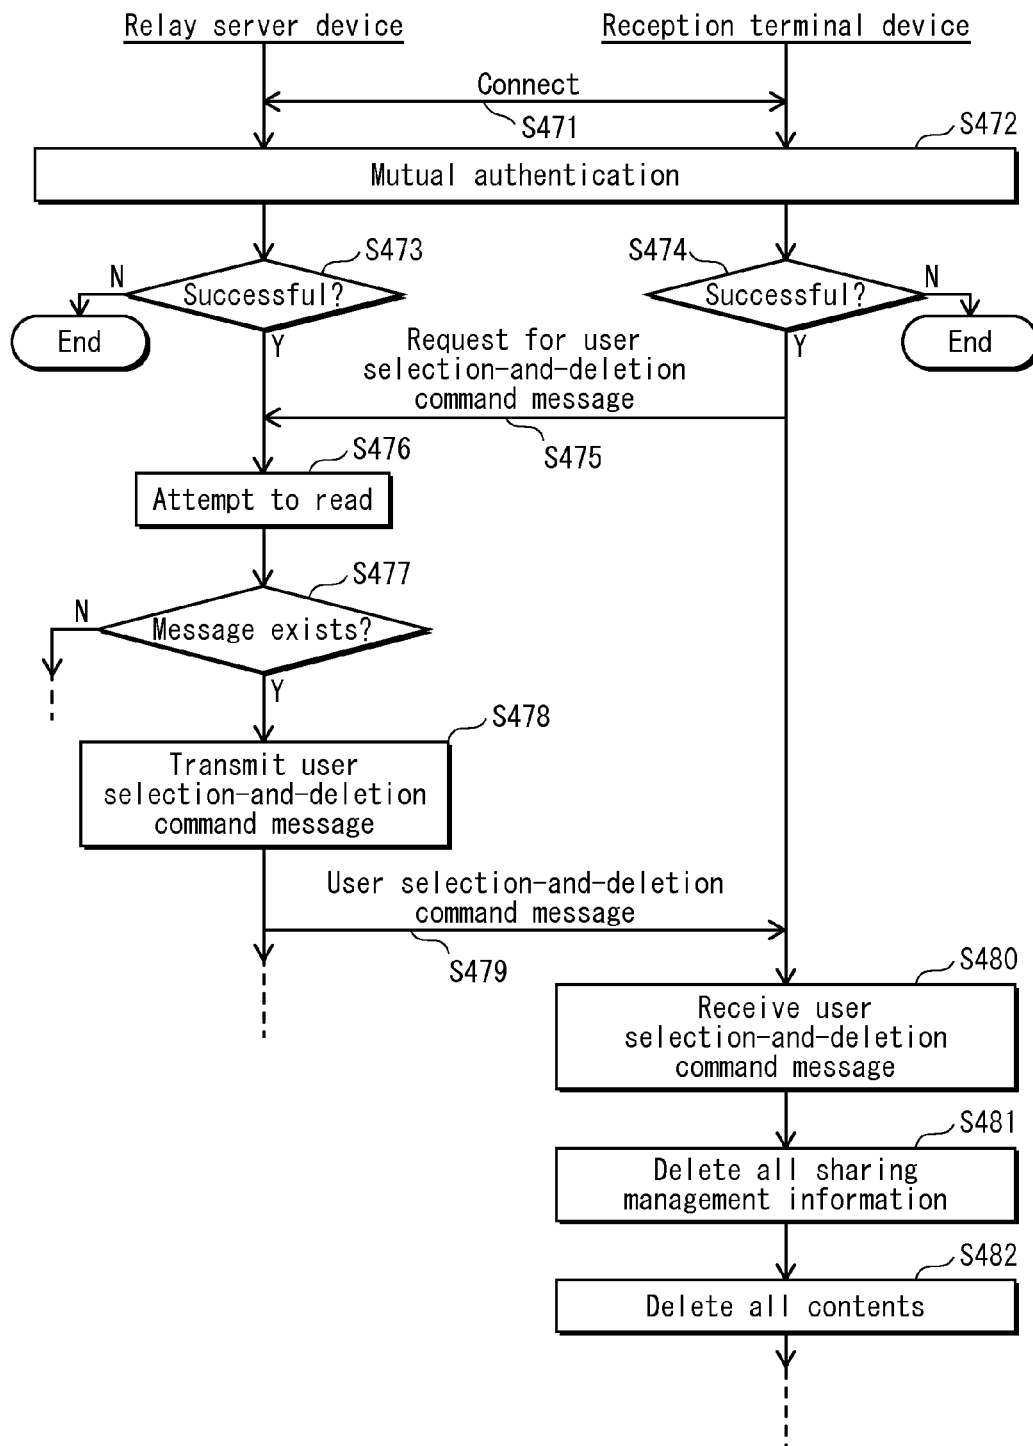 Relay server device
Reception terminal device
Connect
S471
S472
Mutual authentication
S473
S474
N
Successful?
Successful?
N
End
Y
Y
End
Request for user
selection-and-deletion
command message
S475
S476
Attempt to read
S477
N
Message exists?
Y
S478
Transmit user
selection-and-deletion
command message
User selection-and-deletion
command message
S479
S480
Receive user
selection-and-deletion
command message
S481
Delete all sharing
management information
S482
Delete all contents